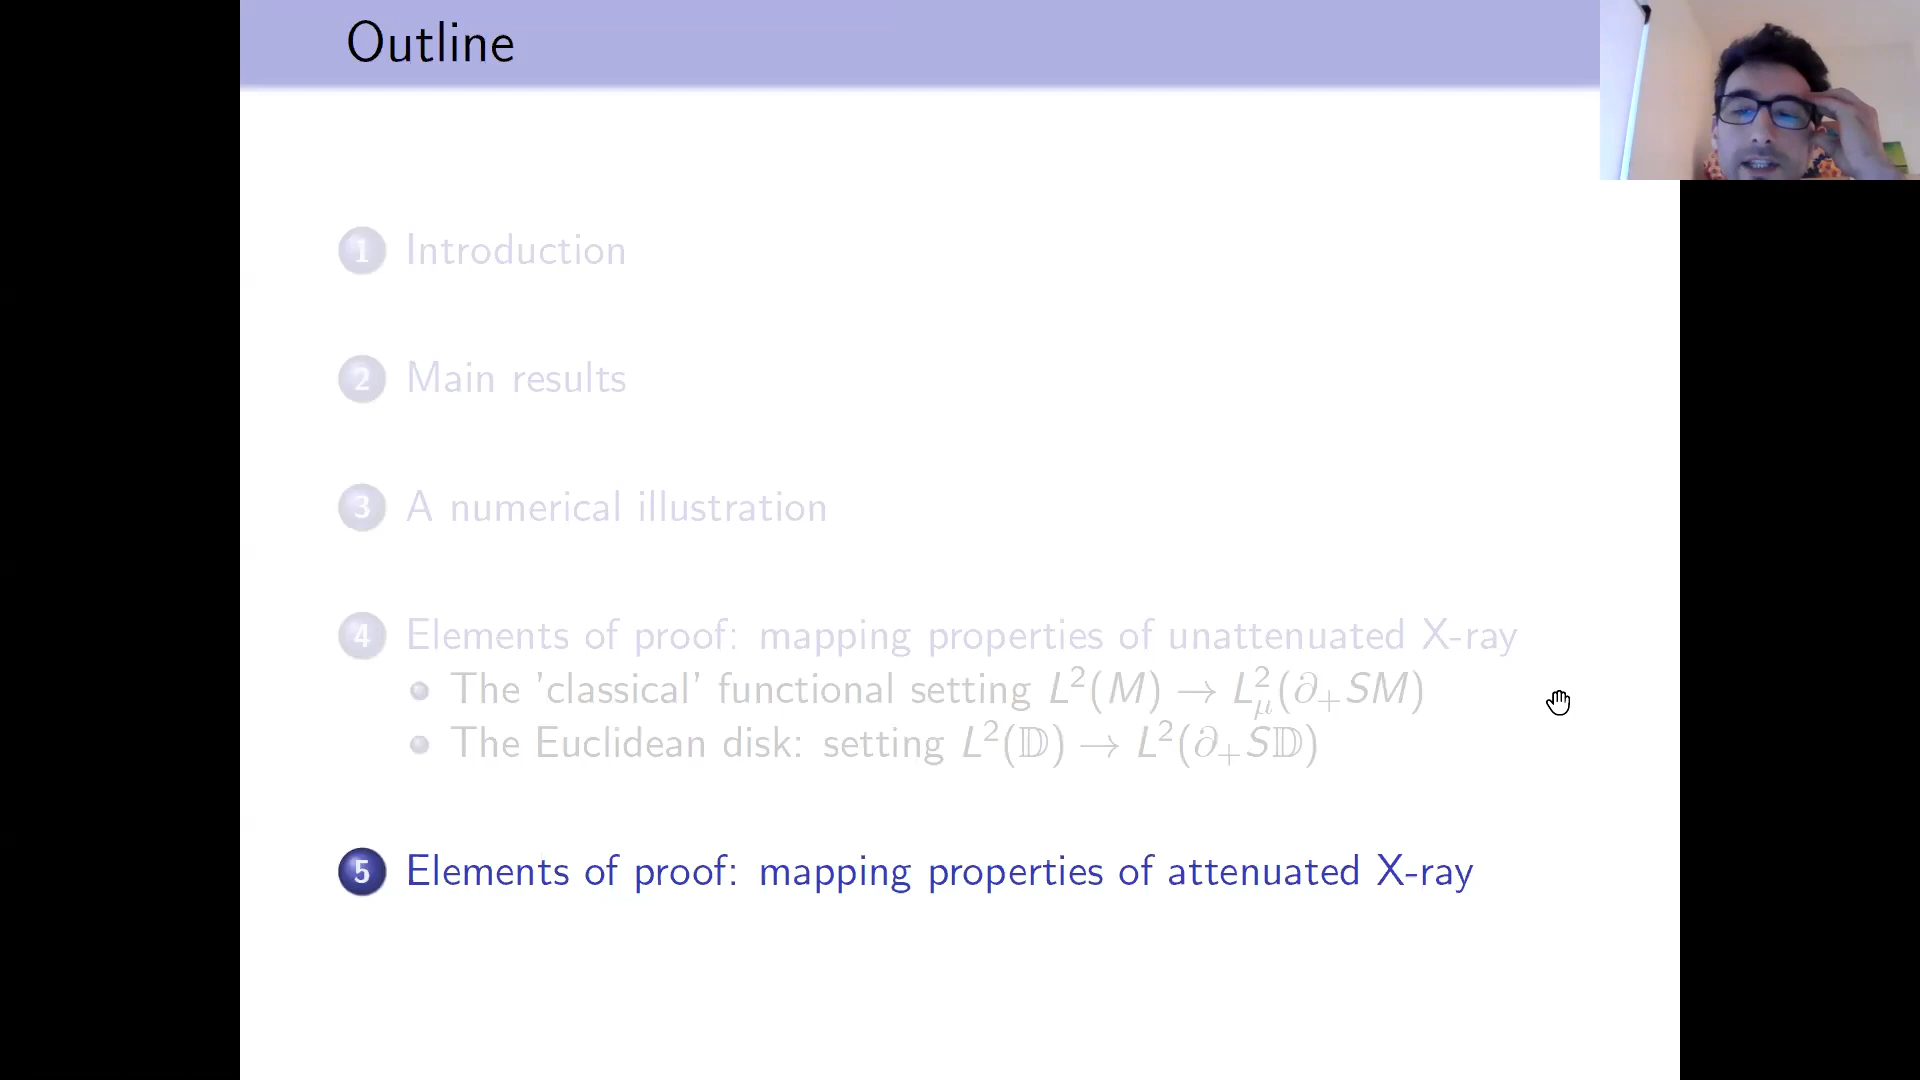 Outline
1 Introduction
2 Main results
3 A numerical illustration
4 Elements of proof: mapping properties of unattenuated X-ray
The 'classical' functional setting L²(M) → L²_μ(∂₊SM)
The Euclidean disk: setting L²(𝔻) → L²(∂₊S𝔻)
5 Elements of proof: mapping properties of attenuated X-ray